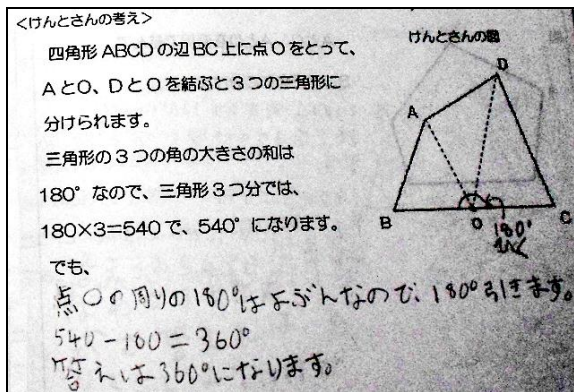 <けんとさんの考え>
四角形ABCDの辺BC上に点Oをとって、
AとO、DとOを結ぶと3つの三角形に
分けられます。
三角形の3つの角の大きさの和は
180°なので、三角形3つ分では、
180×3=540で、540°になります。
でも、
点Oの周りの180°はよぶんなので、180°引きます。
540-180=360°
答えは360°になります。
けんとさんの図
D
A
B
O
C
180°
ひく